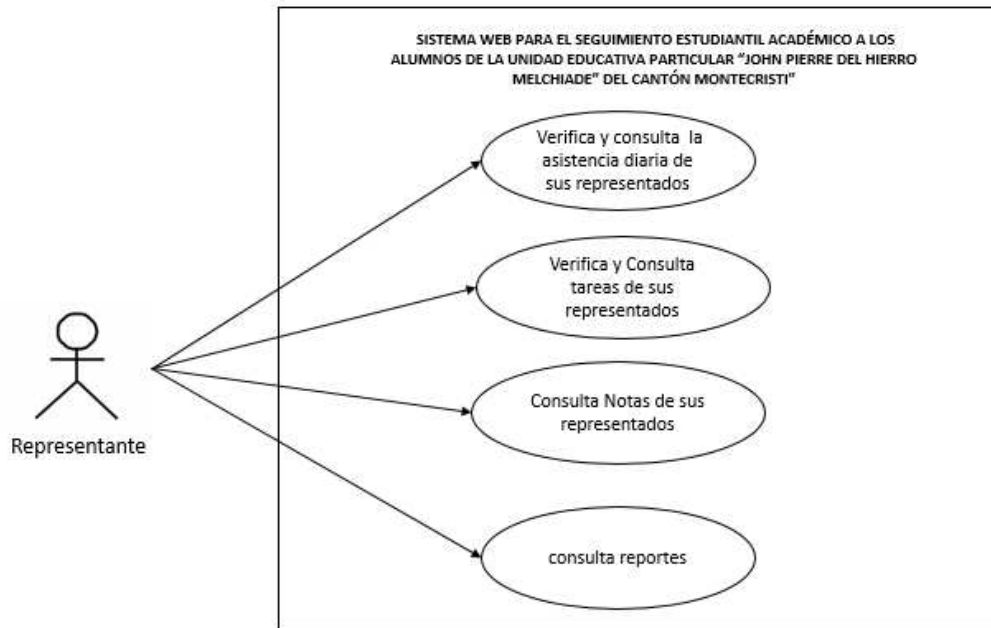 SISTEMA WEB PARA EL SEGUIMIENTO ESTUDIANTIL ACADÉMICO A LOS
ALUMNOS DE LA UNIDAD EDUCATIVA PARTICULAR “JOHN PIERRE DEL HIERRO
MELCHIADE” DEL CANTÓN MONTECRISTI”
Verifica y consulta la
asistencia diaria de
sus representados
Verifica y Consulta
tareas de sus
representados
Representante
Consulta Notas de sus
representados
consulta reportes